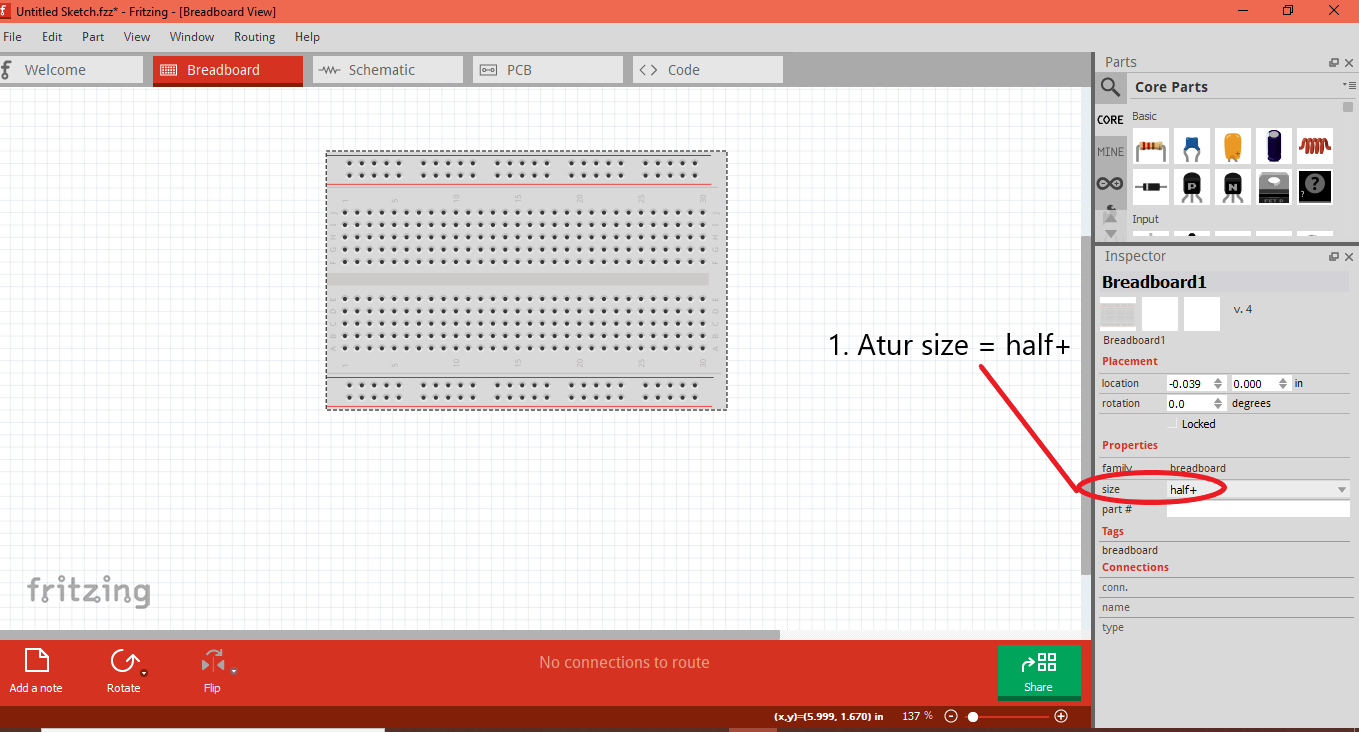 Untitled Sketch.fzz* - Fritzing - [Breadboard View]
File Edit Part View Window Routing Help
Welcome Breadboard Schematic PCB Code
Parts
Core Parts
CORE
Basic
MINE
Input
1 5 10 15 20 25 30
J J
I I
H H
G G
F F
E E
D D
C C
B B
A A
1 5 10 15 20 25 30
1. Atur size = half+
Inspector
Breadboard1
v. 4
Breadboard1
Placement
location -0.039 0.000 in
rotation 0.0 degrees
Locked
Properties
family breadboard
size half+
part #
Tags
breadboard
Connections
conn.
name
type
fritzing
Add a note Rotate Flip
No connections to route
Share
(x,y)=(5.999, 1.670) in 137 %